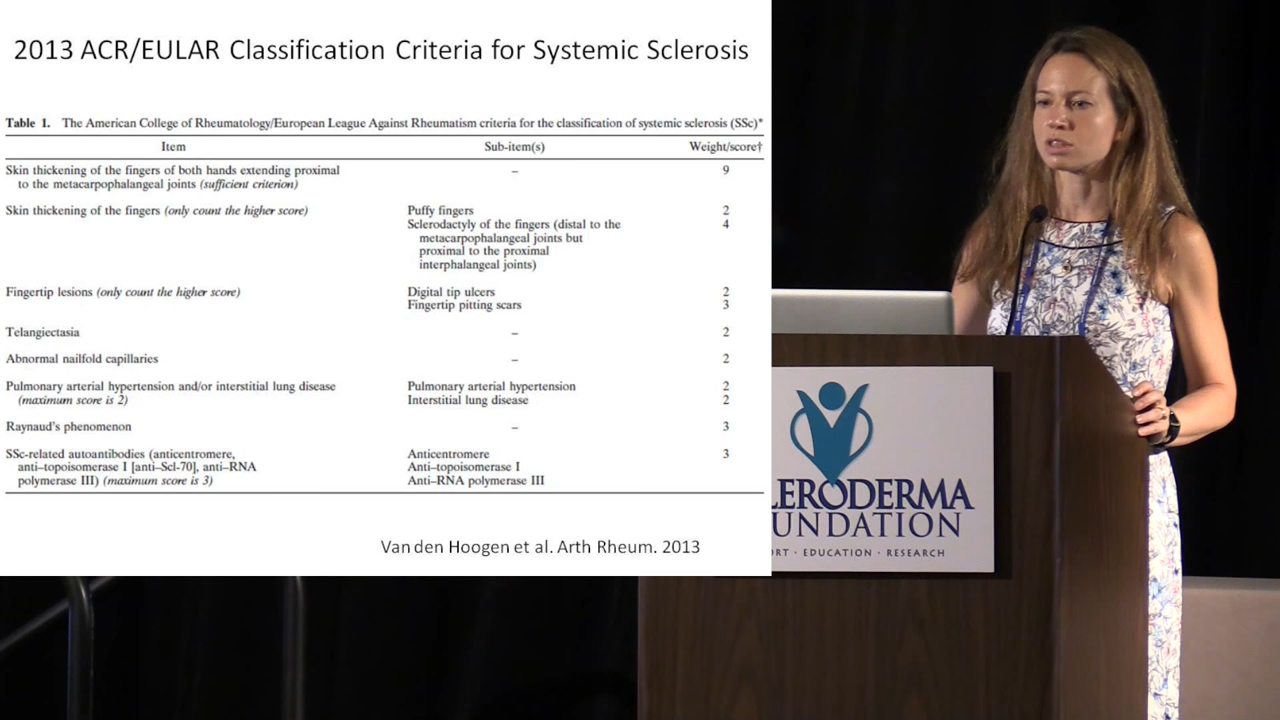 2013 ACR/EULAR Classification Criteria for Systemic Sclerosis
Table 1. The American College of Rheumatology/European League Against Rheumatism criteria for the classification of systemic sclerosis (SSc)*
Item Sub-item(s) Weight/score†
Skin thickening of the fingers of both hands extending proximal – 9
to the metacarpophalangeal joints (sufficient criterion)
Skin thickening of the fingers (only count the higher score) Puffy fingers 2
Sclerodactyly of the fingers (distal to the 4
metacarpophalangeal joints but
proximal to the proximal
interphalangeal joints)
Fingertip lesions (only count the higher score) Digital tip ulcers 2
Fingertip pitting scars 3
Telangiectasia – 2
Abnormal nailfold capillaries – 2
Pulmonary arterial hypertension and/or interstitial lung disease Pulmonary arterial hypertension 2
(maximum score is 2) Interstitial lung disease 2
Raynaud's phenomenon – 3
SSc-related autoantibodies (anticentromere, Anticentromere 3
anti–topoisomerase I [anti–Scl-70], anti–RNA Anti–topoisomerase I
polymerase III) (maximum score is 3) Anti–RNA polymerase III
Van den Hoogen et al. Arth Rheum. 2013
LERODERMA
UNDATION
RT · EDUCATION · RESEARCH